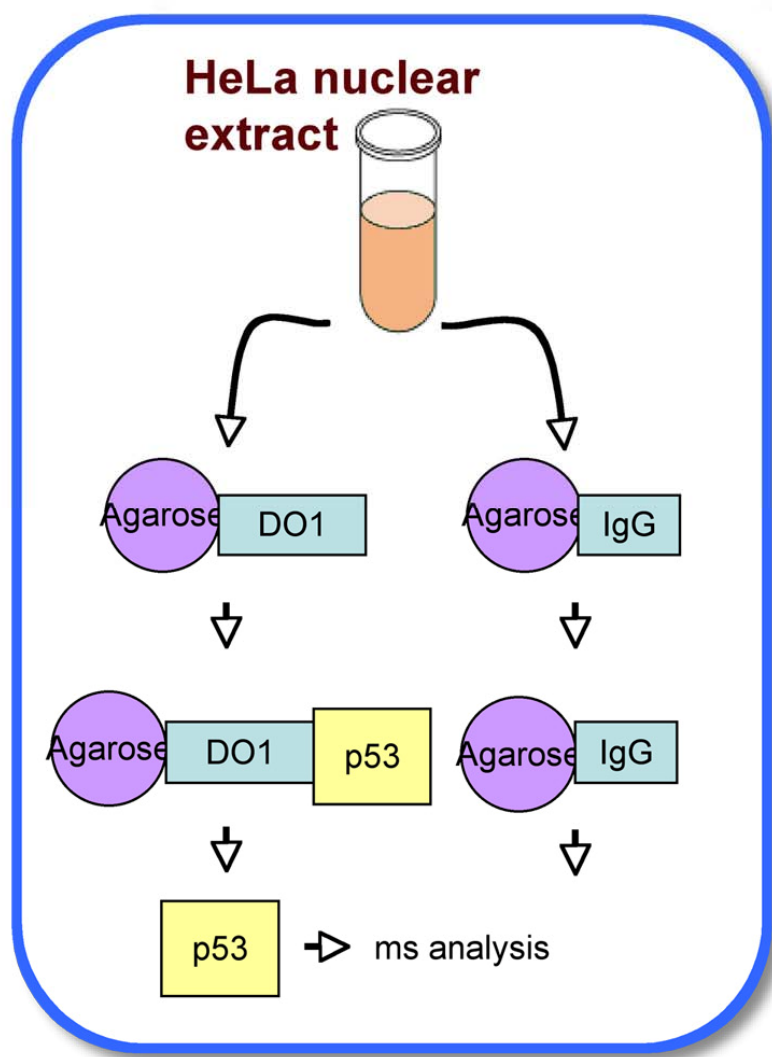 HeLa nuclear
extract
Agarose DO1
Agarose IgG
Agarose DO1 p53
Agarose IgG
p53 ms analysis